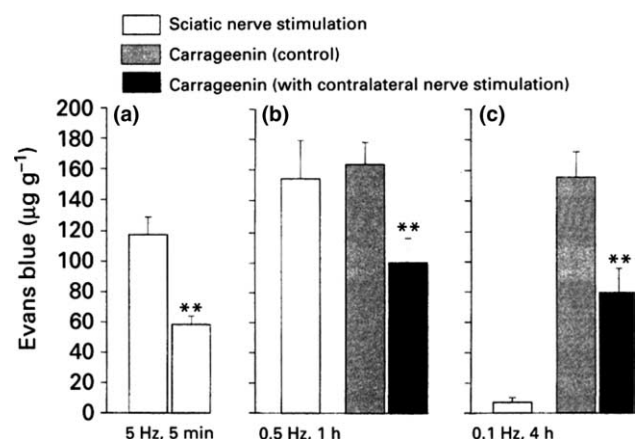 Sciatic nerve stimulation
Carrageenin (control)
Carrageenin (with contralateral nerve stimulation)
Evans blue (µg g⁻¹)
200
180
160
140
120
100
80
60
40
20
0
(a)
**
5 Hz, 5 min
(b)
**
0.5 Hz, 1 h
(c)
**
0.1 Hz, 4 h